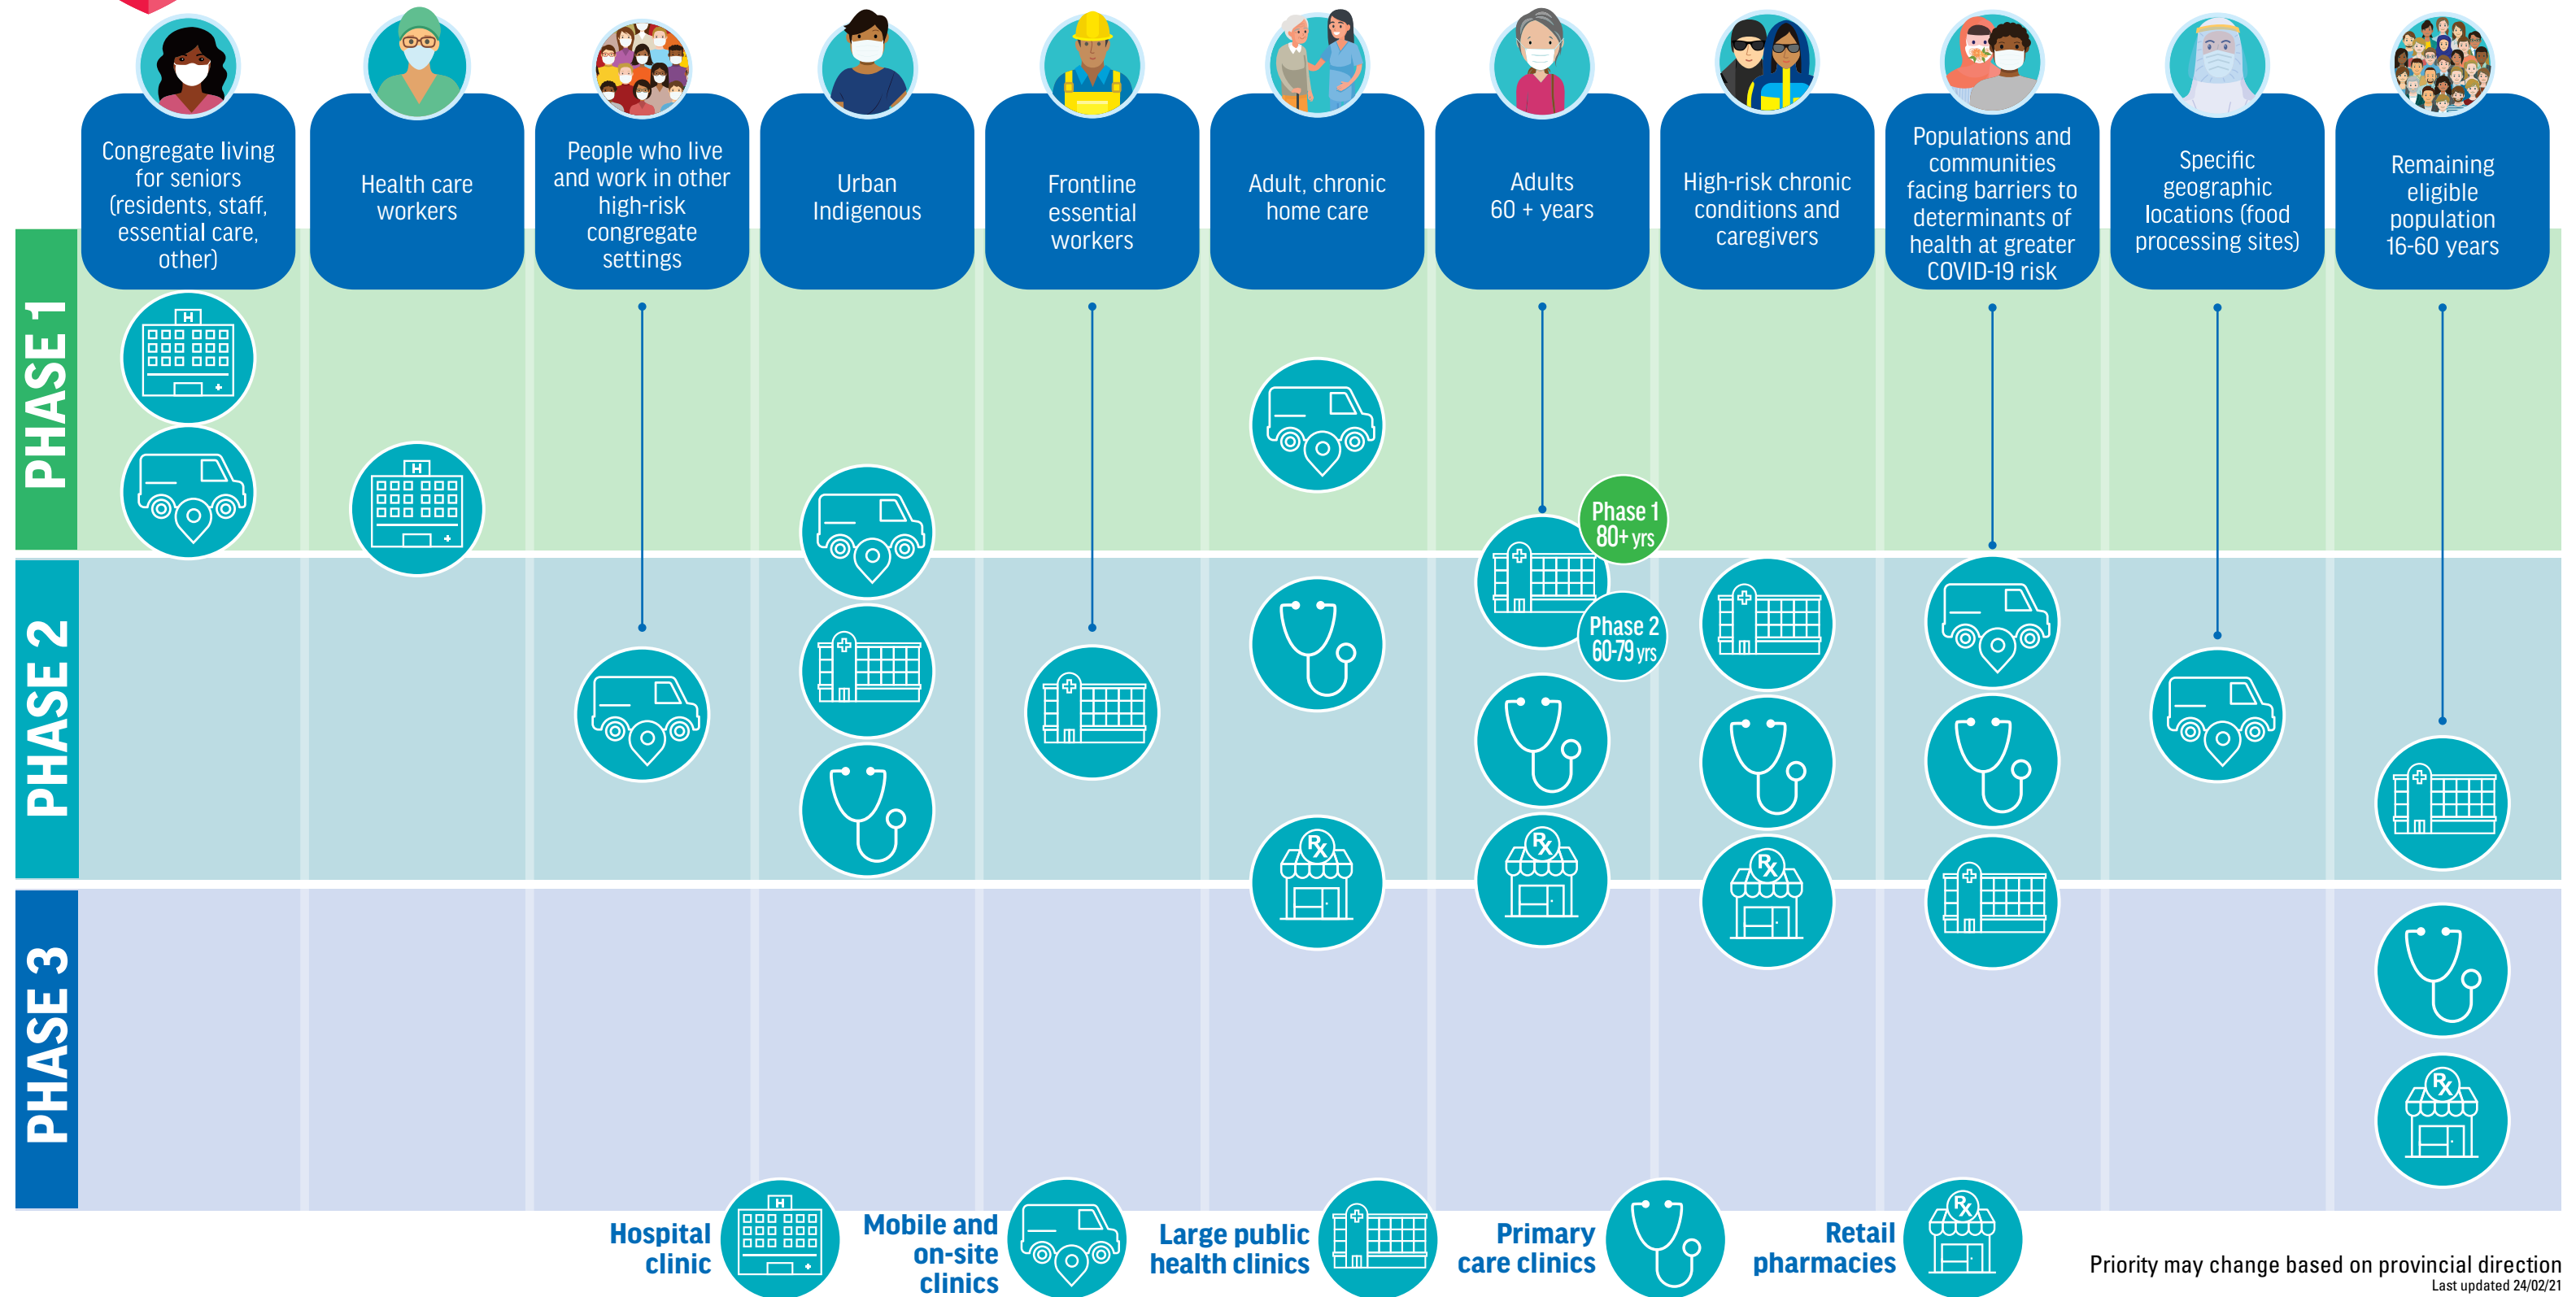 Congregate living
for seniors
(residents, staff,
essential care,
other)
Health care
workers
People who live
and work in other
high-risk
congregate
settings
Urban
Indigenous
Frontline
essential
workers
Adult, chronic
home care
Adults
60 + years
High-risk chronic
conditions and
caregivers
Populations and
communities
facing barriers to
determinants of
health at greater
COVID-19 risk
Specific
geographic
locations (food
processing sites)
Remaining
eligible
population
16-60 years
PHASE 1
H
H
Phase 1
80+ yrs
PHASE 2
Phase 2
60-79 yrs
Rx
Rx
Rx
PHASE 3
Rx
Hospital
clinic
H
Mobile and
on-site
clinics
Large public
health clinics
Primary
care clinics
Retail
pharmacies
Rx
Priority may change based on provincial direction
Last updated 24/02/21